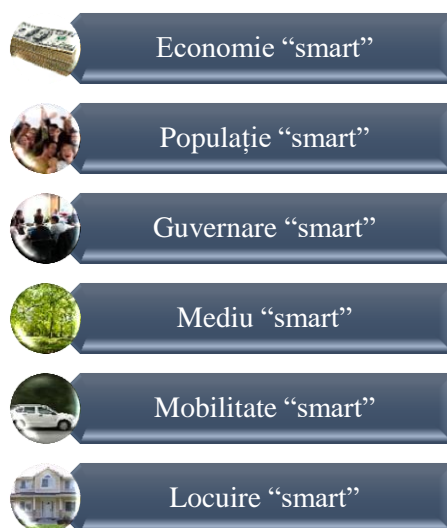 Economie “smart”
Populație “smart”
Guvernare “smart”
Mediu “smart”
Mobilitate “smart”
Locuire “smart”